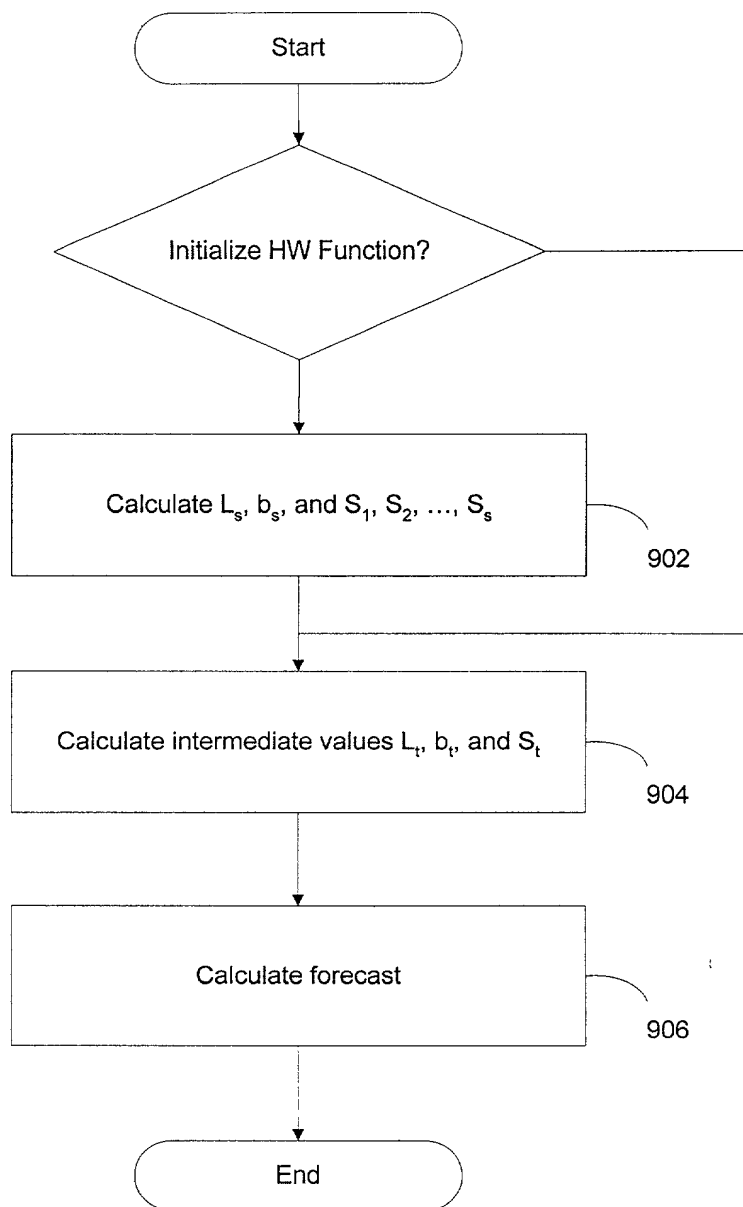 Start
Initialize HW Function?
Calculate Lₛ, bₛ, and S₁, S₂, ..., Sₛ
902
Calculate intermediate values Lₜ, bₜ, and Sₜ
904
Calculate forecast
906
End